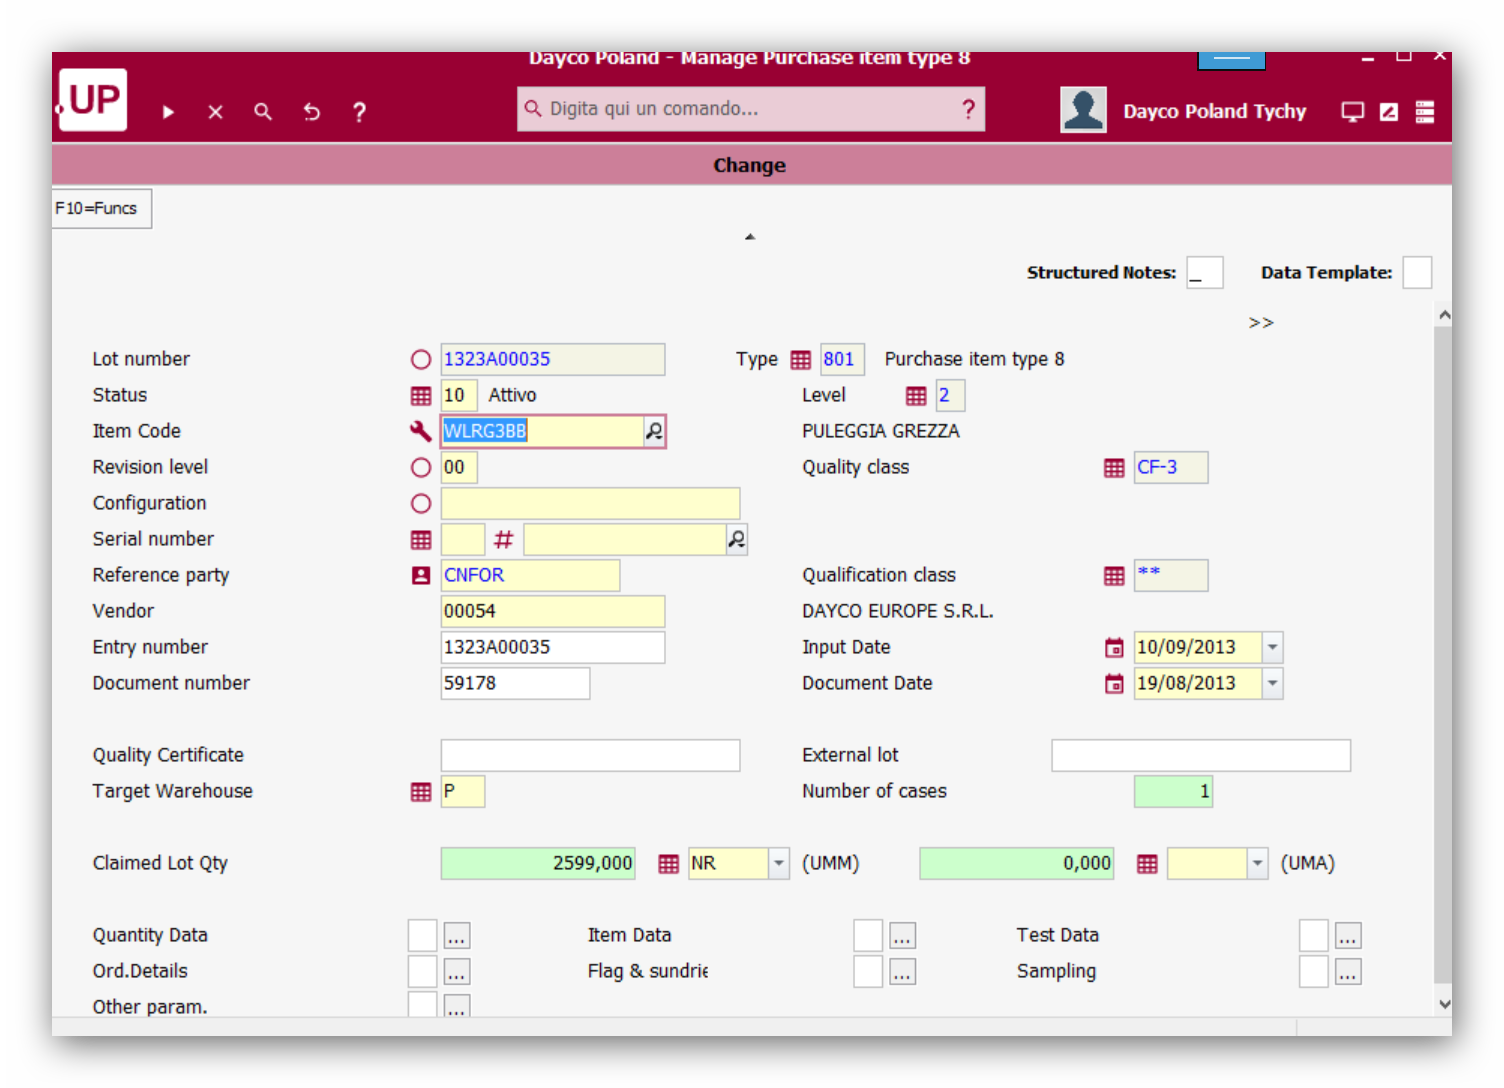 Dayco Poland - Manage Purchase item type 8
.UP
? Digita qui un comando... ? Dayco Poland Tychy
Change
F10=Funcs
Structured Notes: _ Data Template:
>>
Lot number 1323A00035 Type 801 Purchase item type 8
Status 10 Attivo Level 2
Item Code WLRG3BB PULEGGIA GREZZA
Revision level 00 Quality class CF-3
Configuration
Serial number #
Reference party CNFOR Qualification class **
Vendor 00054 DAYCO EUROPE S.R.L.
Entry number 1323A00035 Input Date 10/09/2013
Document number 59178 Document Date 19/08/2013
Quality Certificate External lot
Target Warehouse P Number of cases 1
Claimed Lot Qty 2599,000 NR (UMM) 0,000 (UMA)
Quantity Data ... Item Data ... Test Data ...
Ord.Details ... Flag & sundrie ... Sampling ...
Other param. ...